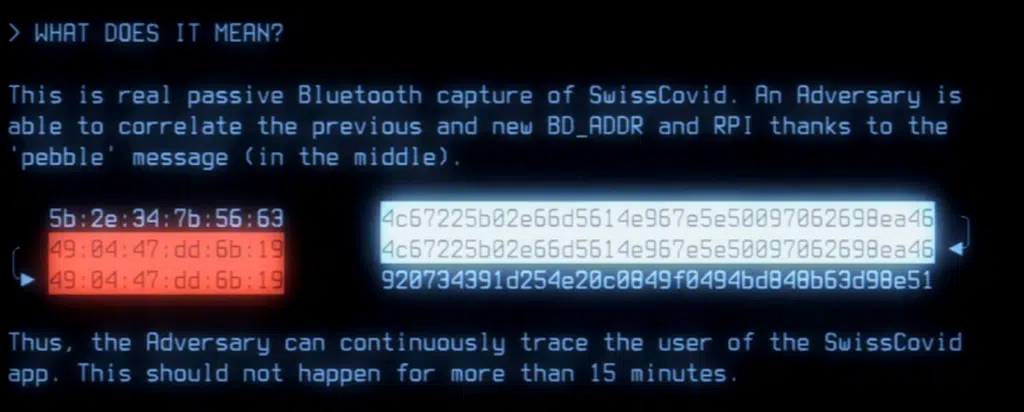 > WHAT DOES IT MEAN?
This is real passive Bluetooth capture of SwissCovid. An Adversary is
able to correlate the previous and new BD_ADDR and RPI thanks to the
'pebble' message (in the middle).
5b:2e:34:7b:56:63 4c67225b02e66d5614e967e5e50097062698ea46
49:04:47:dd:6b:19 4c67225b02e66d5614e967e5e50097062698ea46
49:04:47:dd:6b:19 920734391d254e20c0849f0494bd848b63d98e51
Thus, the Adversary can continuously trace the user of the SwissCovid
app. This should not happen for more than 15 minutes.